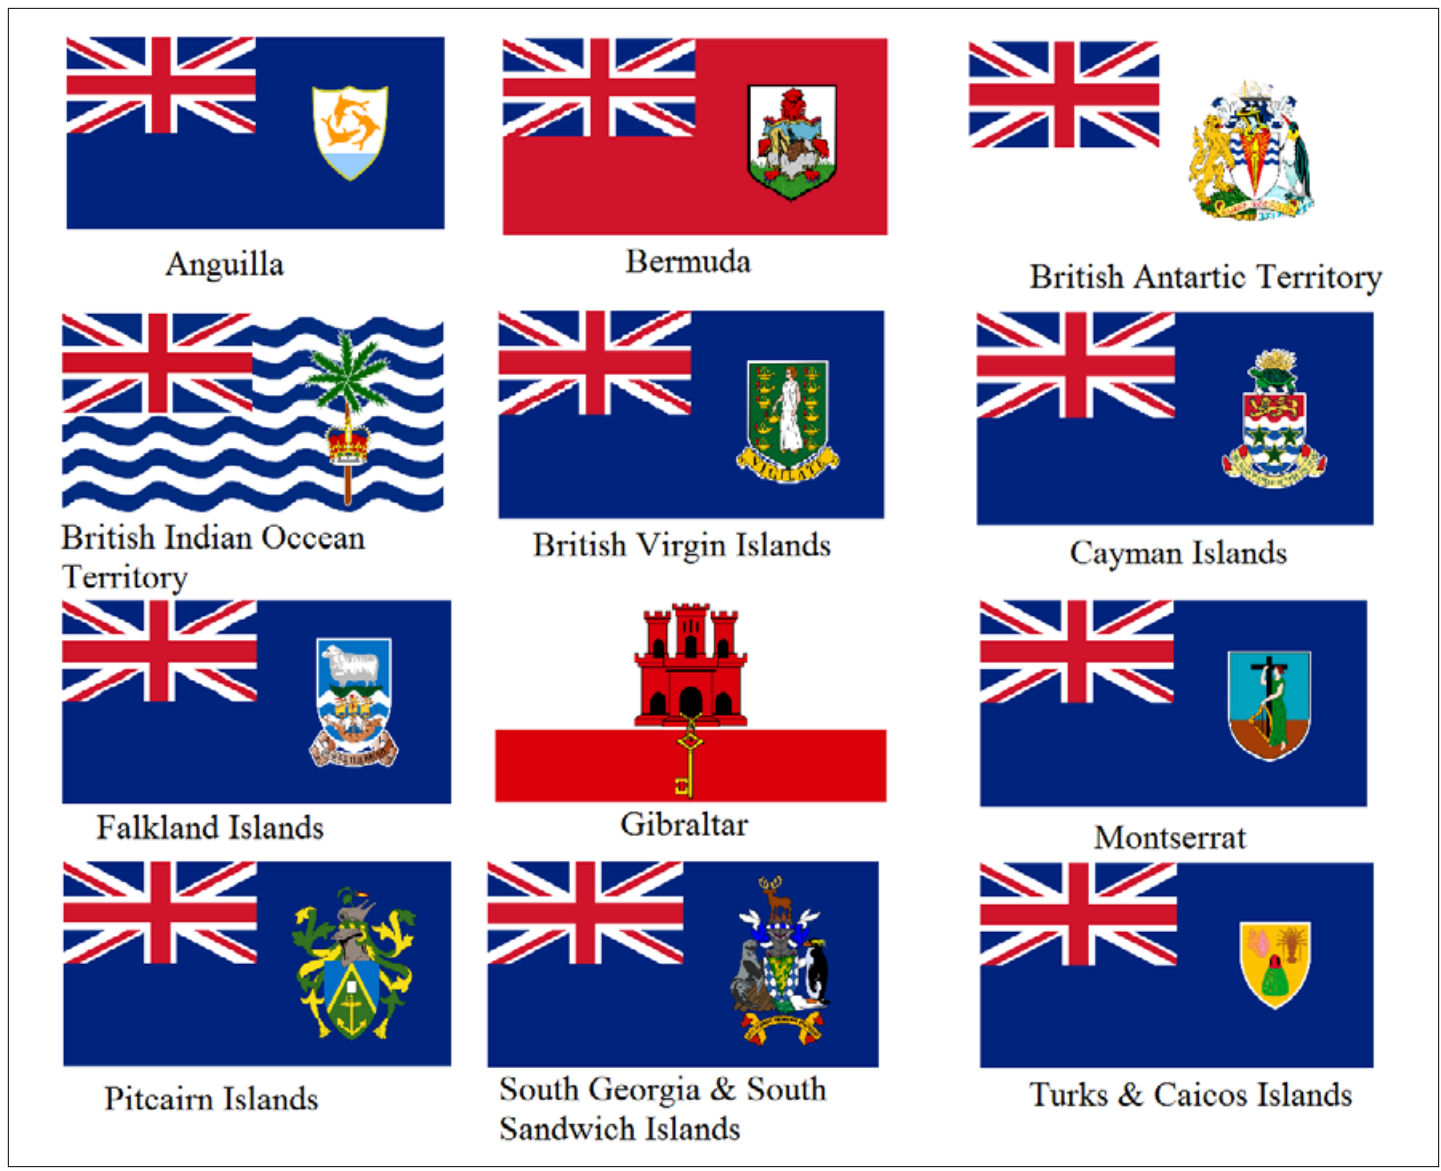 Anguilla
Bermuda
British Antartic Territory
British Indian Occean
Territory
British Virgin Islands
VIGILATE
Cayman Islands
Falkland Islands
Gibraltar
Montserrat
Pitcairn Islands
South Georgia & South
Sandwich Islands
Turks & Caicos Islands